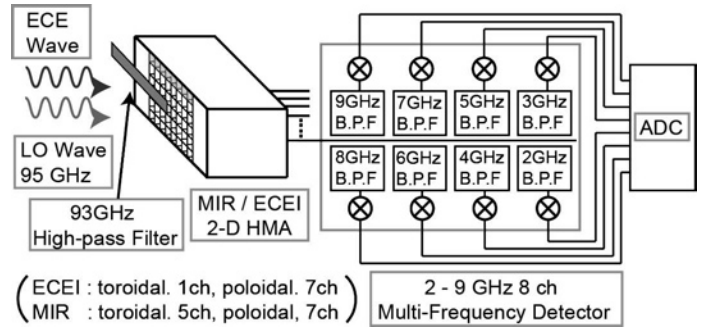 ECE
Wave
LO Wave
95 GHz
93GHz
High-pass Filter
MIR / ECEI
2-D HMA
9GHz
B.P.F
7GHz
B.P.F
5GHz
B.P.F
3GHz
B.P.F
8GHz
B.P.F
6GHz
B.P.F
4GHz
B.P.F
2GHz
B.P.F
ADC
ECEI : toroidal. 1ch, poloidal. 7ch
MIR : toroidal. 5ch, poloidal, 7ch
2 - 9 GHz 8 ch
Multi-Frequency Detector